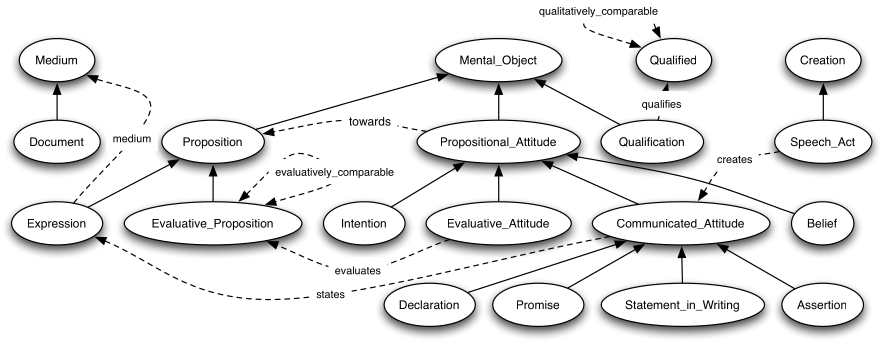 qualitatively_comparable
Medium
Mental_Object
Qualified
Creation
qualifies
towards
medium
Document
Proposition
Propositional_Attitude
Qualification
Speech_Act
creates
evaluatively_comparable
Expression
Evaluative_Proposition
Intention
Evaluative_Attitude
Communicated_Attitude
Belief
evaluates
states
Declaration
Promise
Statement_in_Writing
Assertion